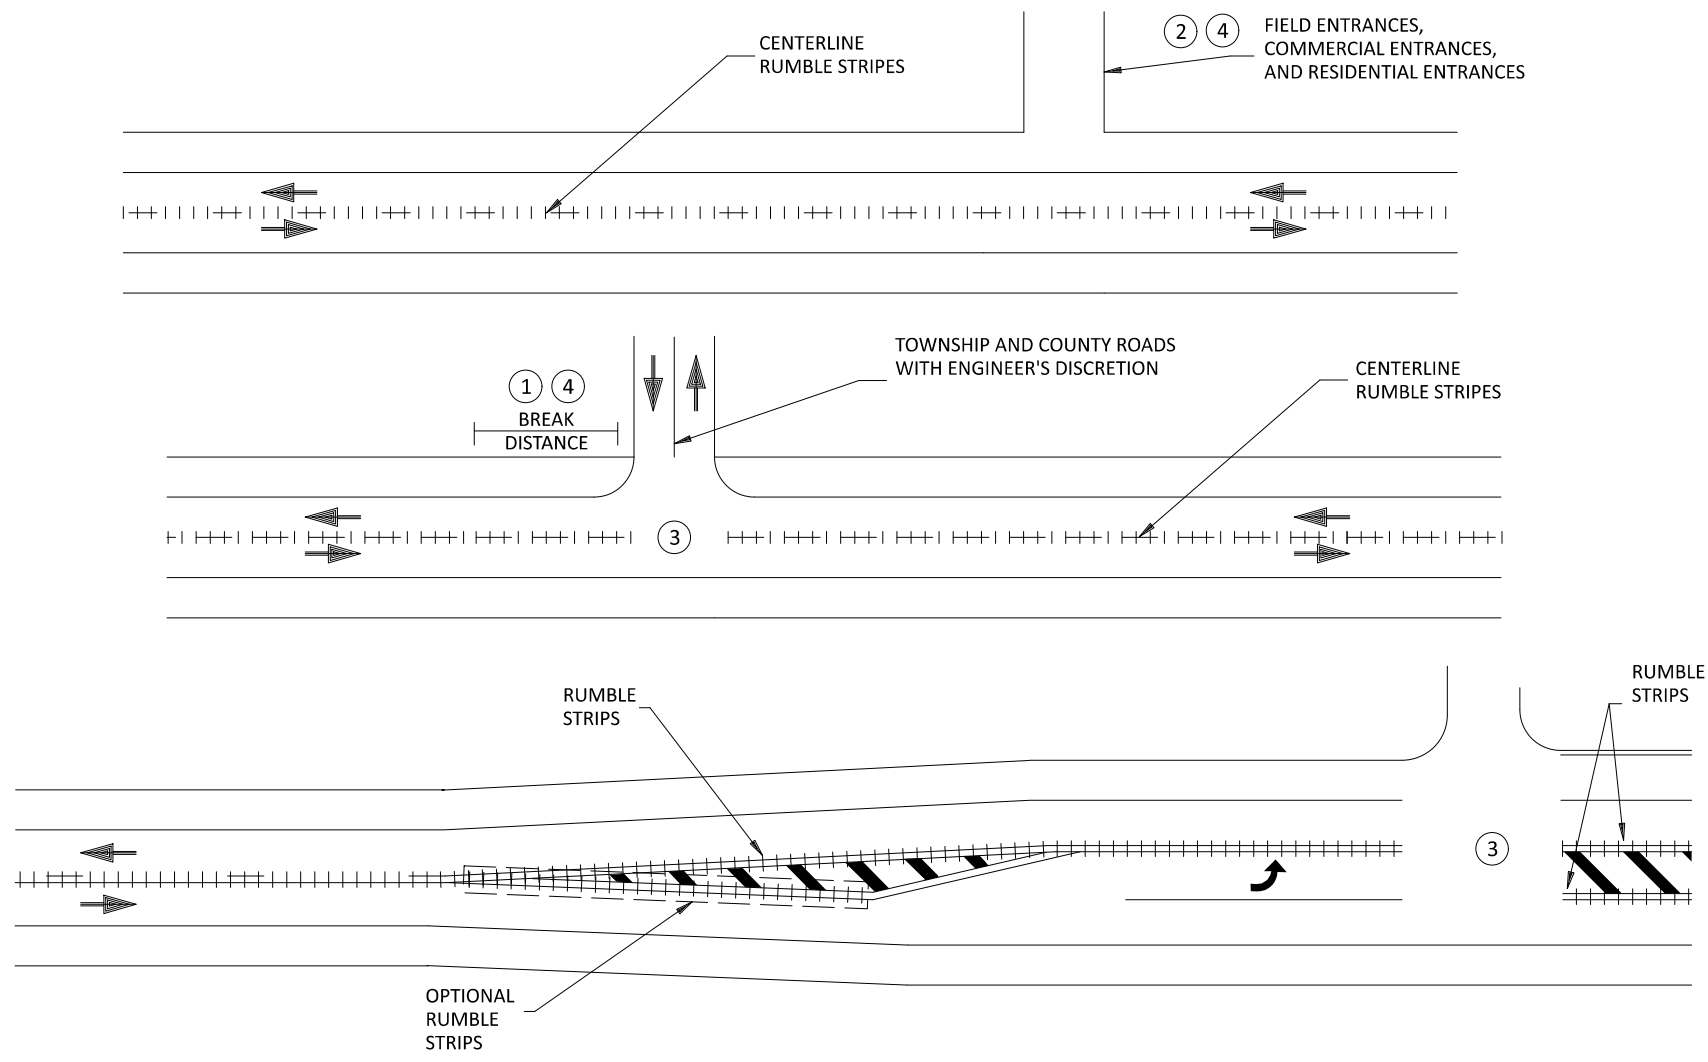 CENTERLINE
RUMBLE STRIPES
2 4
FIELD ENTRANCES,
COMMERCIAL ENTRANCES,
AND RESIDENTIAL ENTRANCES
TOWNSHIP AND COUNTY ROADS
WITH ENGINEER'S DISCRETION
1 4
BREAK
DISTANCE
CENTERLINE
RUMBLE STRIPES
3
RUMBLE
STRIPS
RUMBLE
STRIPS
3
OPTIONAL
RUMBLE
STRIPS